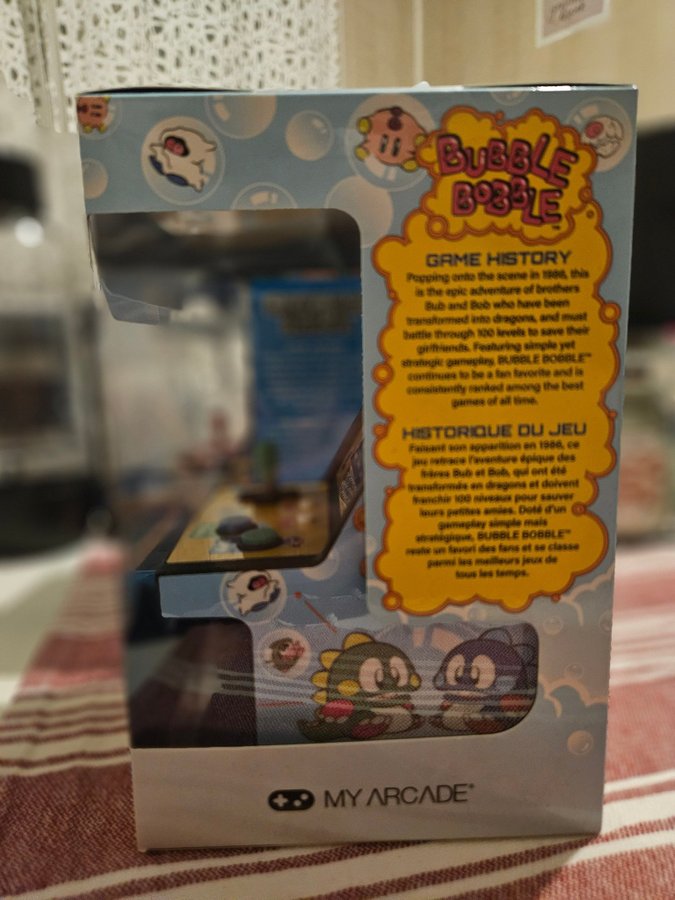 BUBBLE
BOBBLE™
GAME HISTORY
Popping onto the scene in 1986, this
is the epic adventure of brothers
Bub and Bob who have been
transformed into dragons, and must
battle through 100 levels to save their
girlfriends. Featuring simple yet
strategic gameplay, BUBBLE BOBBLE™
continues to be a fan favorite and is
consistently ranked among the best
games of all time.
HISTORIQUE DU JEU
Faisant son apparition en 1986, ce
jeu retrace l'aventure épique des
frères Bub et Bob, qui ont été
transformés en dragons et doivent
franchir 100 niveaux pour sauver
leurs petites amies. Doté d'un
gameplay simple mais
stratégique, BUBBLE BOBBLE™
reste un favori des fans et se classe
parmi les meilleurs jeux de
tous les temps.
MY ARCADE®